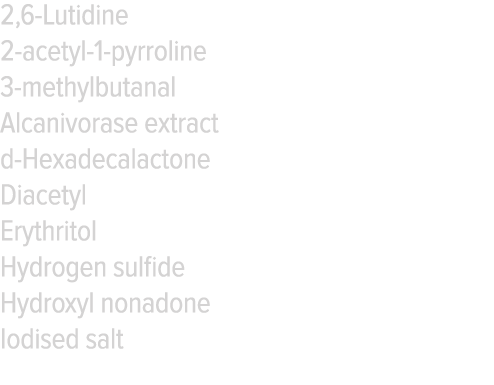 2,6-Lutidine
2-acetyl-1-pyrroline
3-methylbutanal
Alcanivorase extract
d-Hexadecalactone
Diacetyl
Erythritol
Hydrogen sulfide
Hydroxyl nonadone
Iodised salt